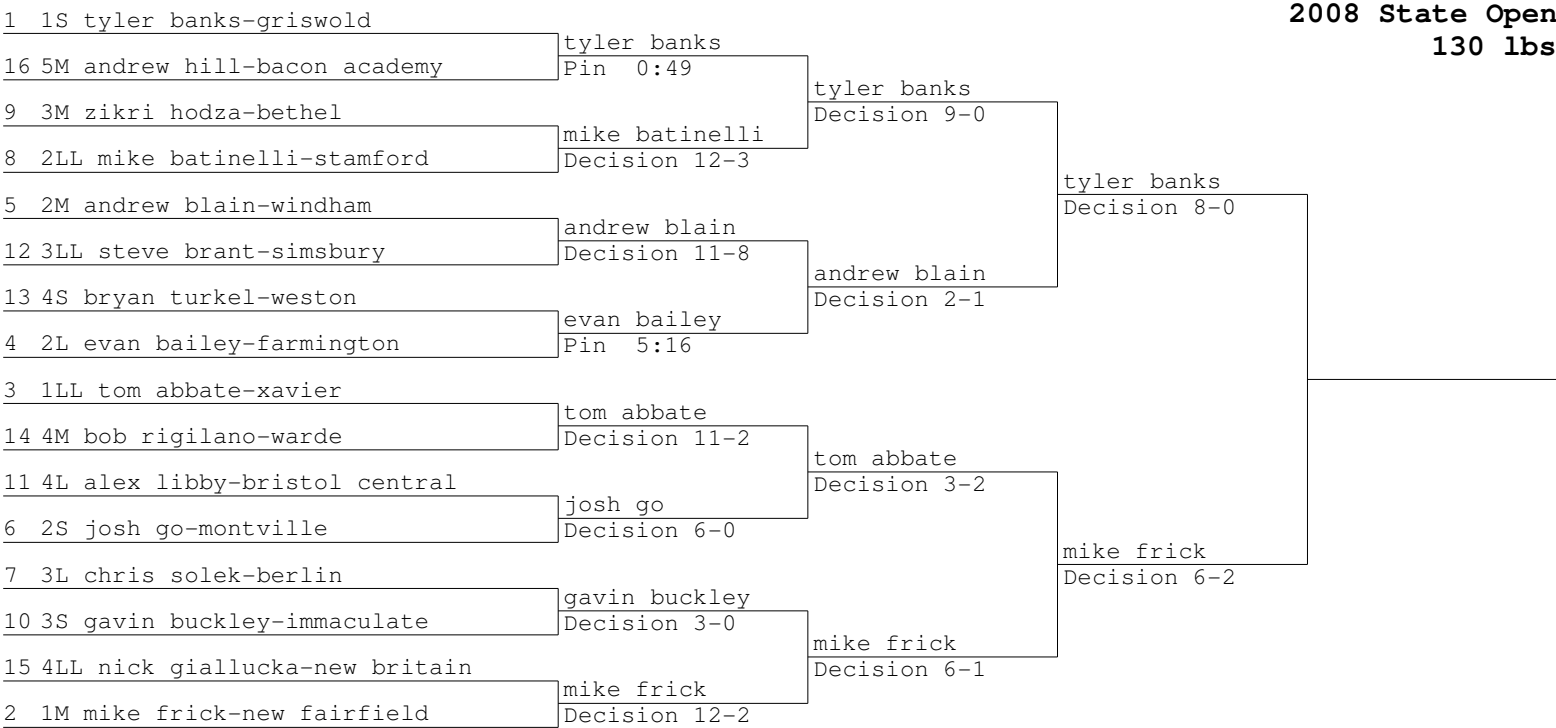 2008 State Open
130 lbs
1 1S tyler banks-griswold
16 5M andrew hill-bacon academy
9 3M zikri hodza-bethel
8 2LL mike batinelli-stamford
5 2M andrew blain-windham
12 3LL steve brant-simsbury
13 4S bryan turkel-weston
4 2L evan bailey-farmington
3 1LL tom abbate-xavier
14 4M bob rigilano-warde
11 4L alex libby-bristol central
6 2S josh go-montville
7 3L chris solek-berlin
10 3S gavin buckley-immaculate
15 4LL nick giallucka-new britain
2 1M mike frick-new fairfield
tyler banks
Pin 0:49
mike batinelli
Decision 12-3
andrew blain
Decision 11-8
evan bailey
Pin 5:16
tom abbate
Decision 11-2
josh go
Decision 6-0
gavin buckley
Decision 3-0
mike frick
Decision 12-2
tyler banks
Decision 9-0
andrew blain
Decision 2-1
tom abbate
Decision 3-2
mike frick
Decision 6-1
tyler banks
Decision 8-0
mike frick
Decision 6-2